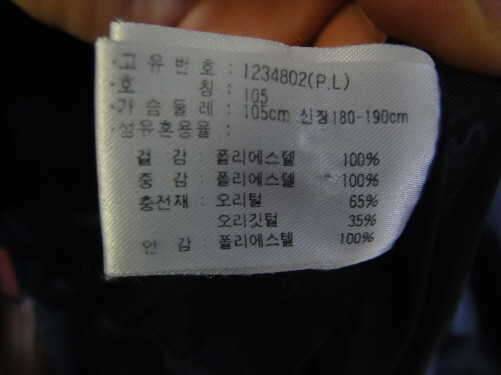 ·고 유 번 호 : 1234802(P.L)
·호 칭 : 105
·가 슴 둘 레 : 105cm 신장180-190cm
·섬유혼용율 :
겉 감 : 폴리에스텔 100%
중 감 : 폴리에스텔 100%
충전재 : 오리털 65%
오리깃털 35%
안 감 폴리에스텔 100%